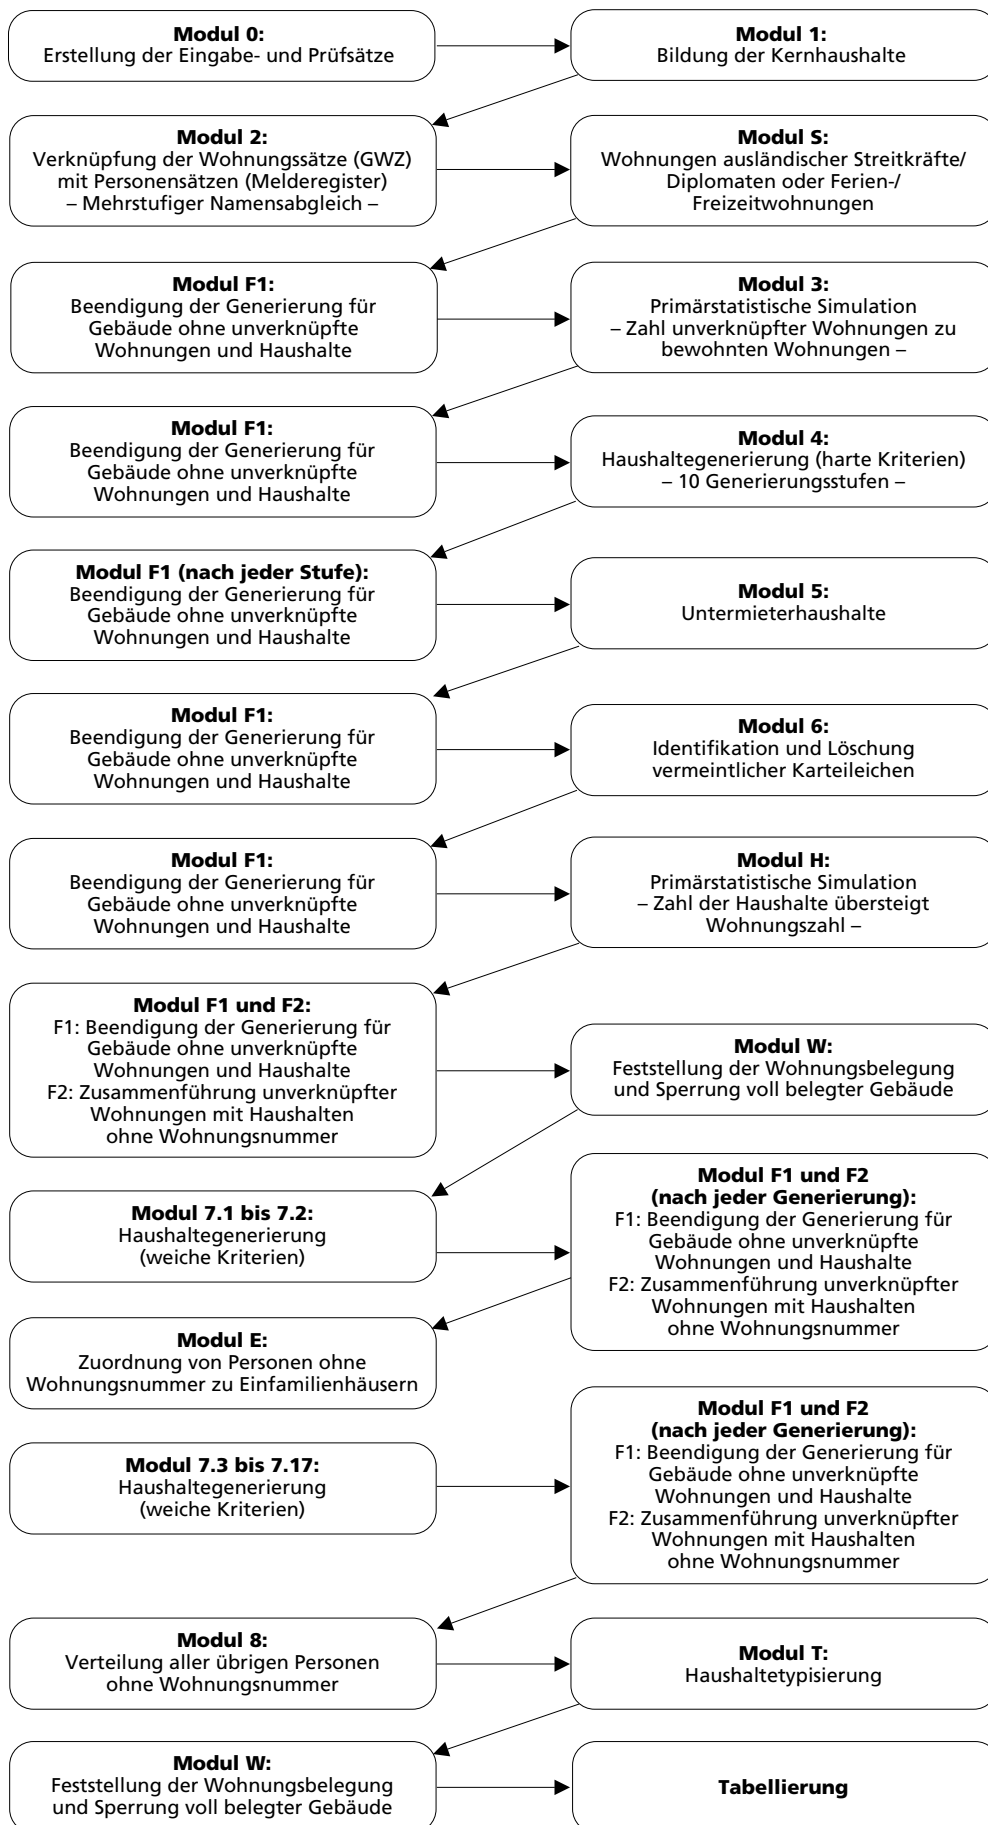 Modul 0:
Erstellung der Eingabe- und Prüfsätze
Modul 1:
Bildung der Kernhaushalte
Modul 2:
Verknüpfung der Wohnungssätze (GWZ)
mit Personensätzen (Melderegister)
– Mehrstufiger Namensabgleich –
Modul S:
Wohnungen ausländischer Streitkräfte/
Diplomaten oder Ferien-/
Freizeitwohnungen
Modul F1:
Beendigung der Generierung für
Gebäude ohne unverknüpfte
Wohnungen und Haushalte
Modul 3:
Primärstatistische Simulation
– Zahl unverknüpfter Wohnungen zu
bewohnten Wohnungen –
Modul F1:
Beendigung der Generierung für
Gebäude ohne unverknüpfte
Wohnungen und Haushalte
Modul 4:
Haushaltegenerierung (harte Kriterien)
– 10 Generierungsstufen –
Modul F1 (nach jeder Stufe):
Beendigung der Generierung für
Gebäude ohne unverknüpfte
Wohnungen und Haushalte
Modul 5:
Untermieterhaushalte
Modul F1:
Beendigung der Generierung für
Gebäude ohne unverknüpfte
Wohnungen und Haushalte
Modul 6:
Identifikation und Löschung
vermeintlicher Karteileichen
Modul F1:
Beendigung der Generierung für
Gebäude ohne unverknüpfte
Wohnungen und Haushalte
Modul H:
Primärstatistische Simulation
– Zahl der Haushalte übersteigt
Wohnungszahl –
Modul F1 und F2:
F1: Beendigung der Generierung für
Gebäude ohne unverknüpfte
Wohnungen und Haushalte
F2: Zusammenführung unverknüpfter
Wohnungen mit Haushalten
ohne Wohnungsnummer
Modul W:
Feststellung der Wohnungsbelegung
und Sperrung voll belegter Gebäude
Modul 7.1 bis 7.2:
Haushaltegenerierung
(weiche Kriterien)
Modul F1 und F2
(nach jeder Generierung):
F1: Beendigung der Generierung für
Gebäude ohne unverknüpfte
Wohnungen und Haushalte
F2: Zusammenführung unverknüpfter
Wohnungen mit Haushalten
ohne Wohnungsnummer
Modul E:
Zuordnung von Personen ohne
Wohnungsnummer zu Einfamilienhäusern
Modul 7.3 bis 7.17:
Haushaltegenerierung
(weiche Kriterien)
Modul F1 und F2
(nach jeder Generierung):
F1: Beendigung der Generierung für
Gebäude ohne unverknüpfte
Wohnungen und Haushalte
F2: Zusammenführung unverknüpfter
Wohnungen mit Haushalten
ohne Wohnungsnummer
Modul 8:
Verteilung aller übrigen Personen
ohne Wohnungsnummer
Modul T:
Haushaltetypisierung
Modul W:
Feststellung der Wohnungsbelegung
und Sperrung voll belegter Gebäude
Tabellierung